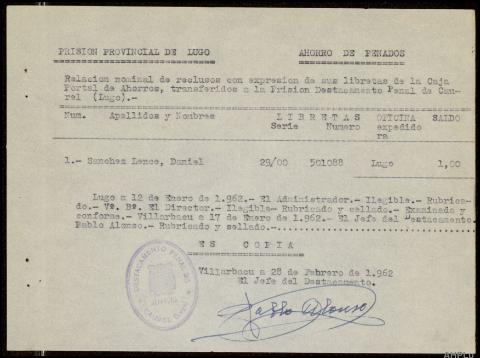 PRISION PROVINCIAL DE LUGO AHORRO DE PENADOS
Relacion nominal de reclusos con expresion de sus libretas de la Caja
Postal de Ahorros, transferidos a la Prision Destacamento Penal de Cau-
rel (Lugo).-
Num. Apellidos y Nombres LIBRETAS OFICINA SALDO
Serie Numero expedido
ra
1.- Sanchez Lence, Daniel 29/00 501088 Lugo 1,00
Lugo a 12 de Enero de 1.962.- El Administrador.- Ilegible.- Rubrica-
do.- Vº. Bº. El Director.- Ilegible- Rubricado y sellado.- Examinado y
conforme.- Villarbacu a 17 de Enero de 1.962.- El Jefe del Destacamento.
Pablo Alonso.- Rubricado y sellado.-
ES COPIA
Villarbacu a 28 de Febrero de 1.962
El Jefe del Destacamento.
Pablo Alonso
DESTACAMENTO PENAL DE